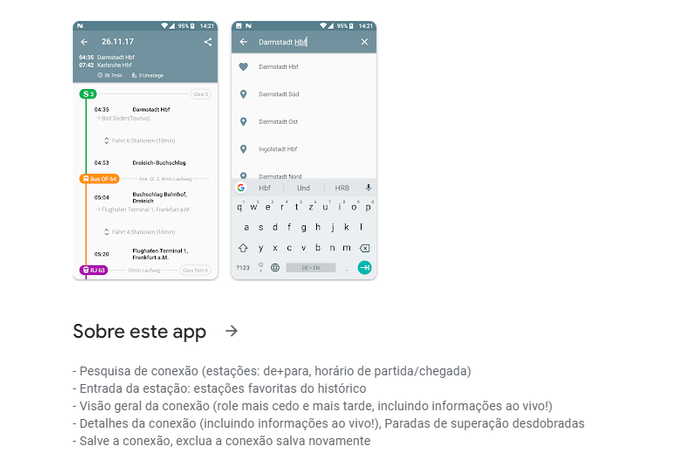 95% 14:21
26.11.17
04:35 Darmstadt Hbf
07:42 Karlsruhe Hbf
3h 7min 3 Umstiege
S 3
Gleis 3
04:35 Darmstadt Hbf
Bad Soden(Taunus)
Fahrt 6 Stationen (18min)
04:53 Dreieich-Buchschlag
Bus OF-64
Ank. Gl. 3, 4min Laufweg
05:04 Buchschlag Bahnhof,
Dreieich
Flughafen Terminal 1, Frankfurt a.M.
Fahrt 4 Stationen (16min)
05:20 Flughafen Terminal 1,
Frankfurt a.M.
RJ 63
10min Laufweg
95% 14:21
Darmstadt Hbf
Darmstadt Hbf
Darmstadt Süd
Darmstadt Ost
Ingolstadt Hbf
Darmstadt Nord
G Hbf Und HRB
q w e r t z u i o p
a s d f g h j k l
y x c v b n m
?123 DE • EN .
Sobre este app
- Pesquisa de conexão (estações: de+para, horário de partida/chegada)
- Entrada da estação: estações favoritas do histórico
- Visão geral da conexão (role mais cedo e mais tarde, incluindo informações ao vivo!)
- Detalhes da conexão (incluindo informações ao vivo!), Paradas de superação desdobradas
- Salve a conexão, exclua a conexão salva novamente